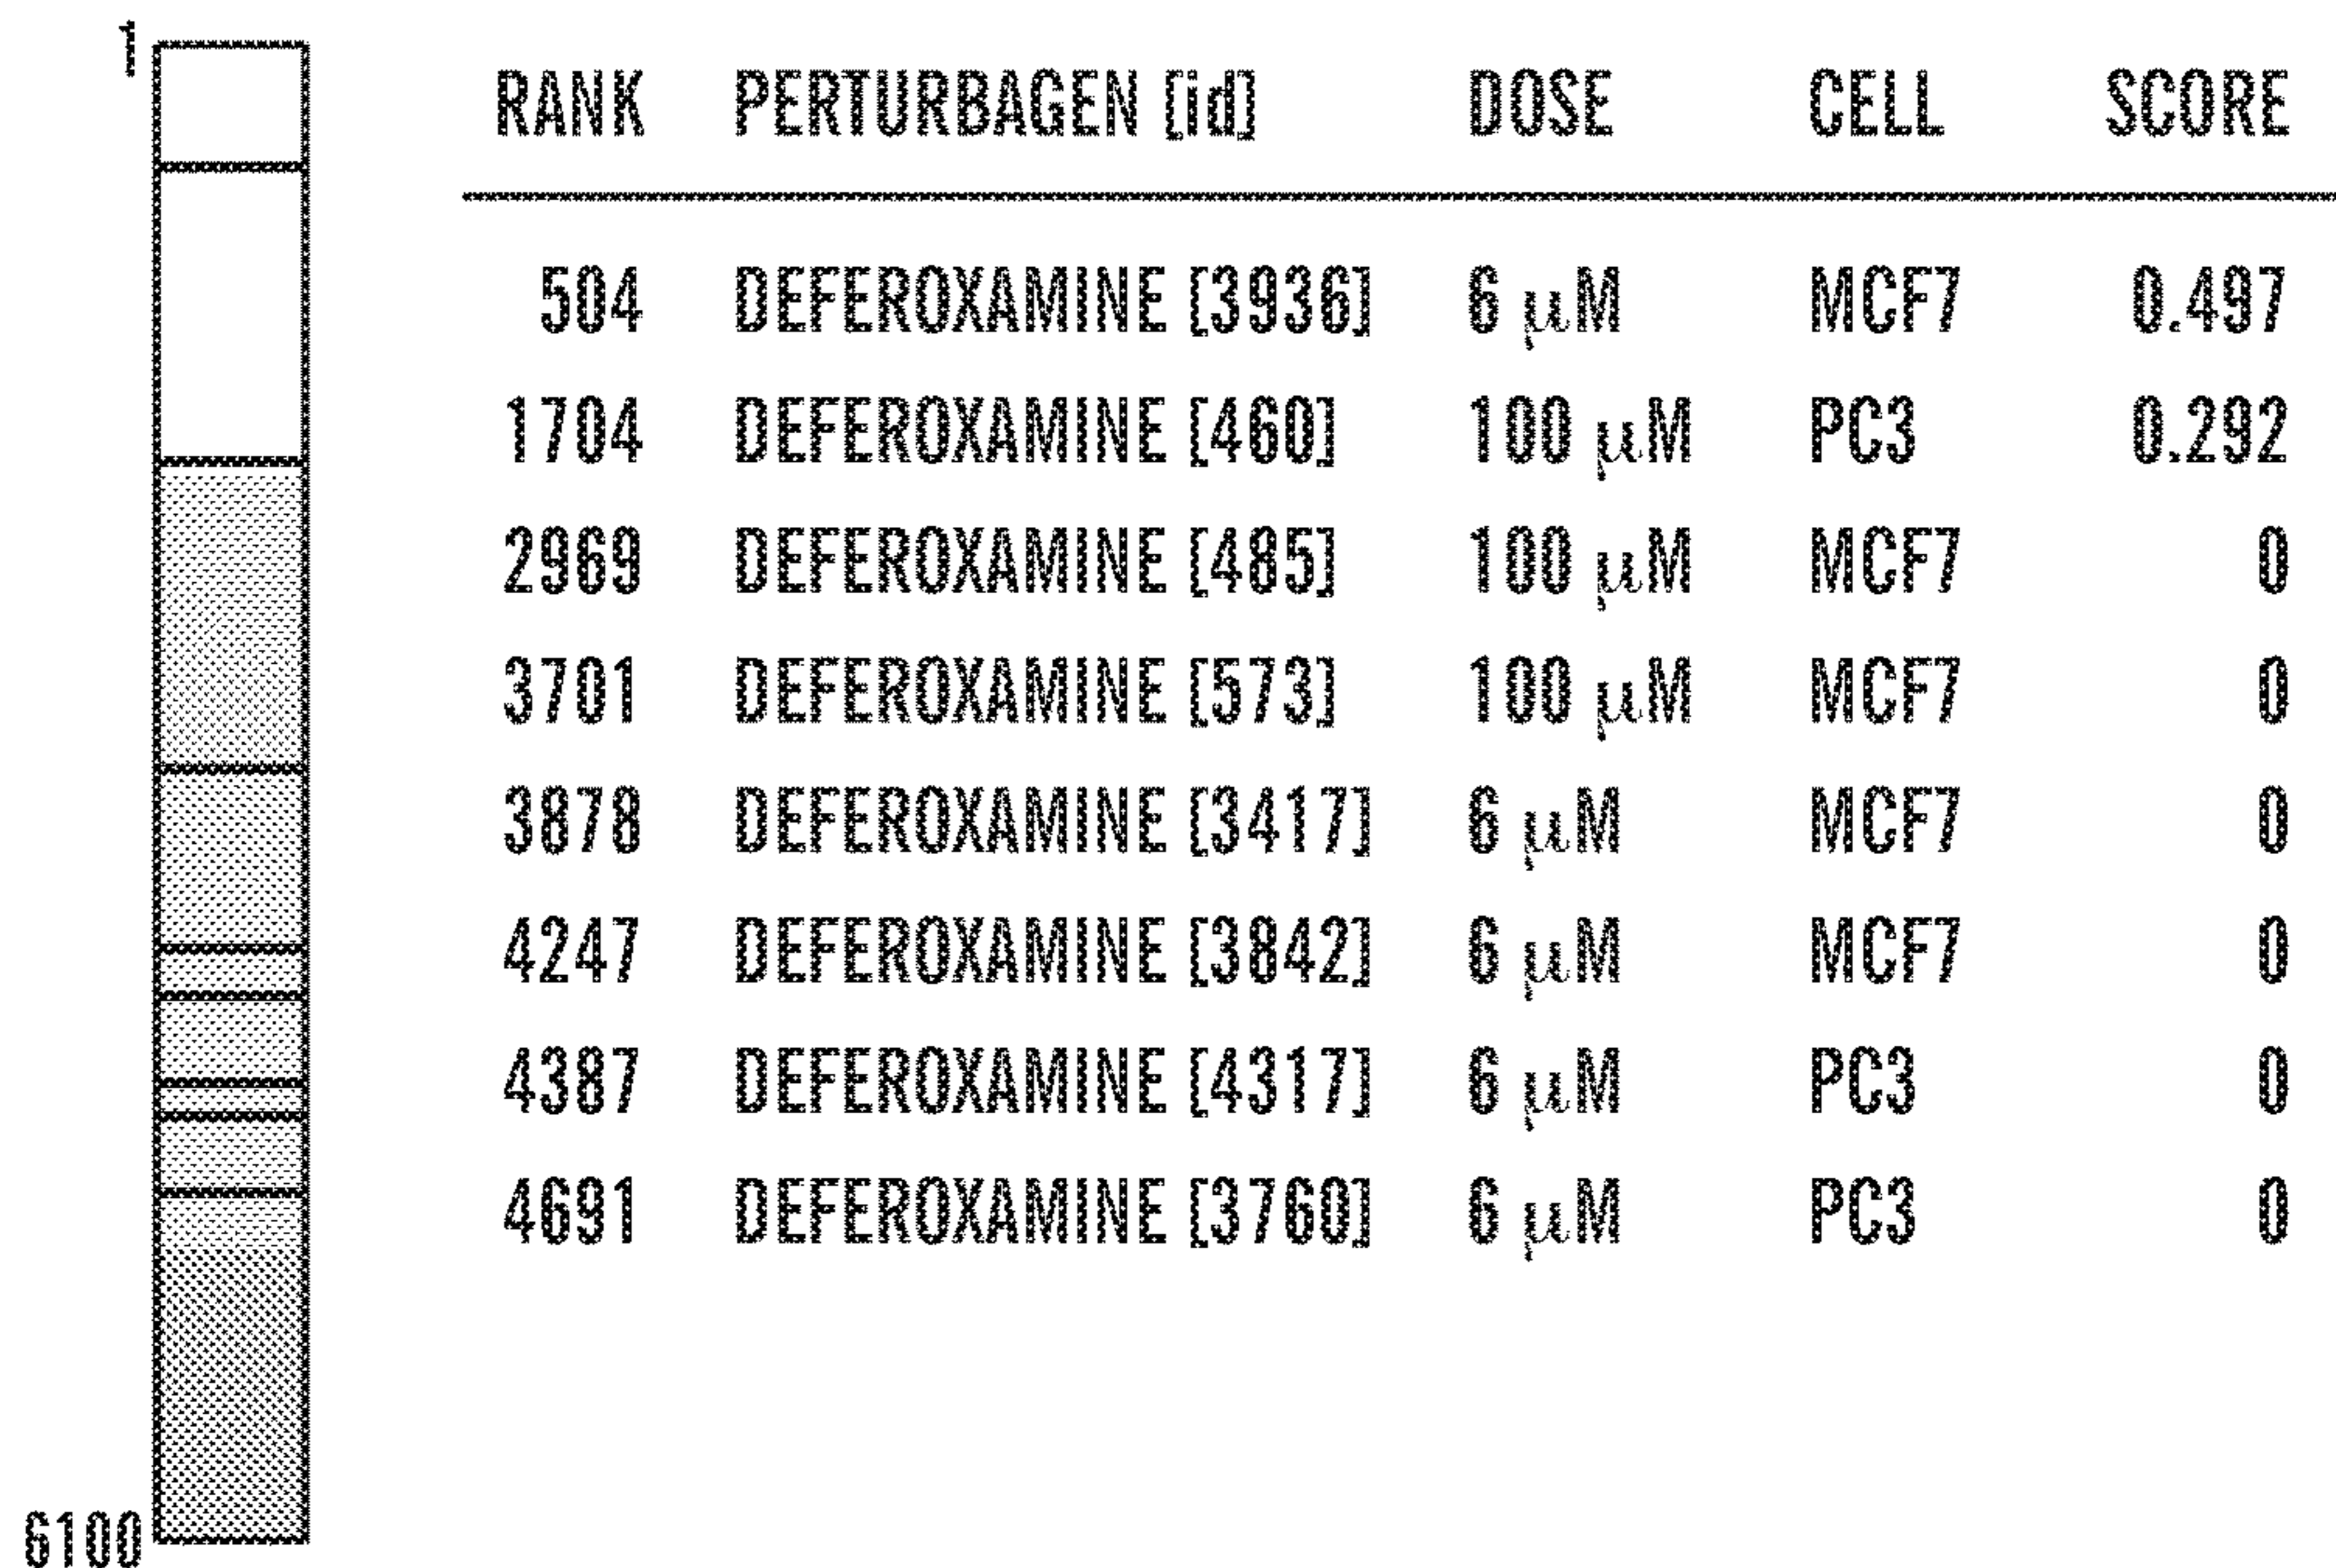 1
RANK PERTURBAGEN [id] DOSE CELL SCORE
504 DEFEROXAMINE [3936] 6 μM MCF7 0.497
1704 DEFEROXAMINE [460] 100 μM PC3 0.292
2969 DEFEROXAMINE [485] 100 μM MCF7 0
3701 DEFEROXAMINE [573] 100 μM MCF7 0
3878 DEFEROXAMINE [3417] 6 μM MCF7 0
4247 DEFEROXAMINE [3842] 6 μM MCF7 0
4387 DEFEROXAMINE [4317] 6 μM PC3 0
4691 DEFEROXAMINE [3760] 6 μM PC3 0
6100